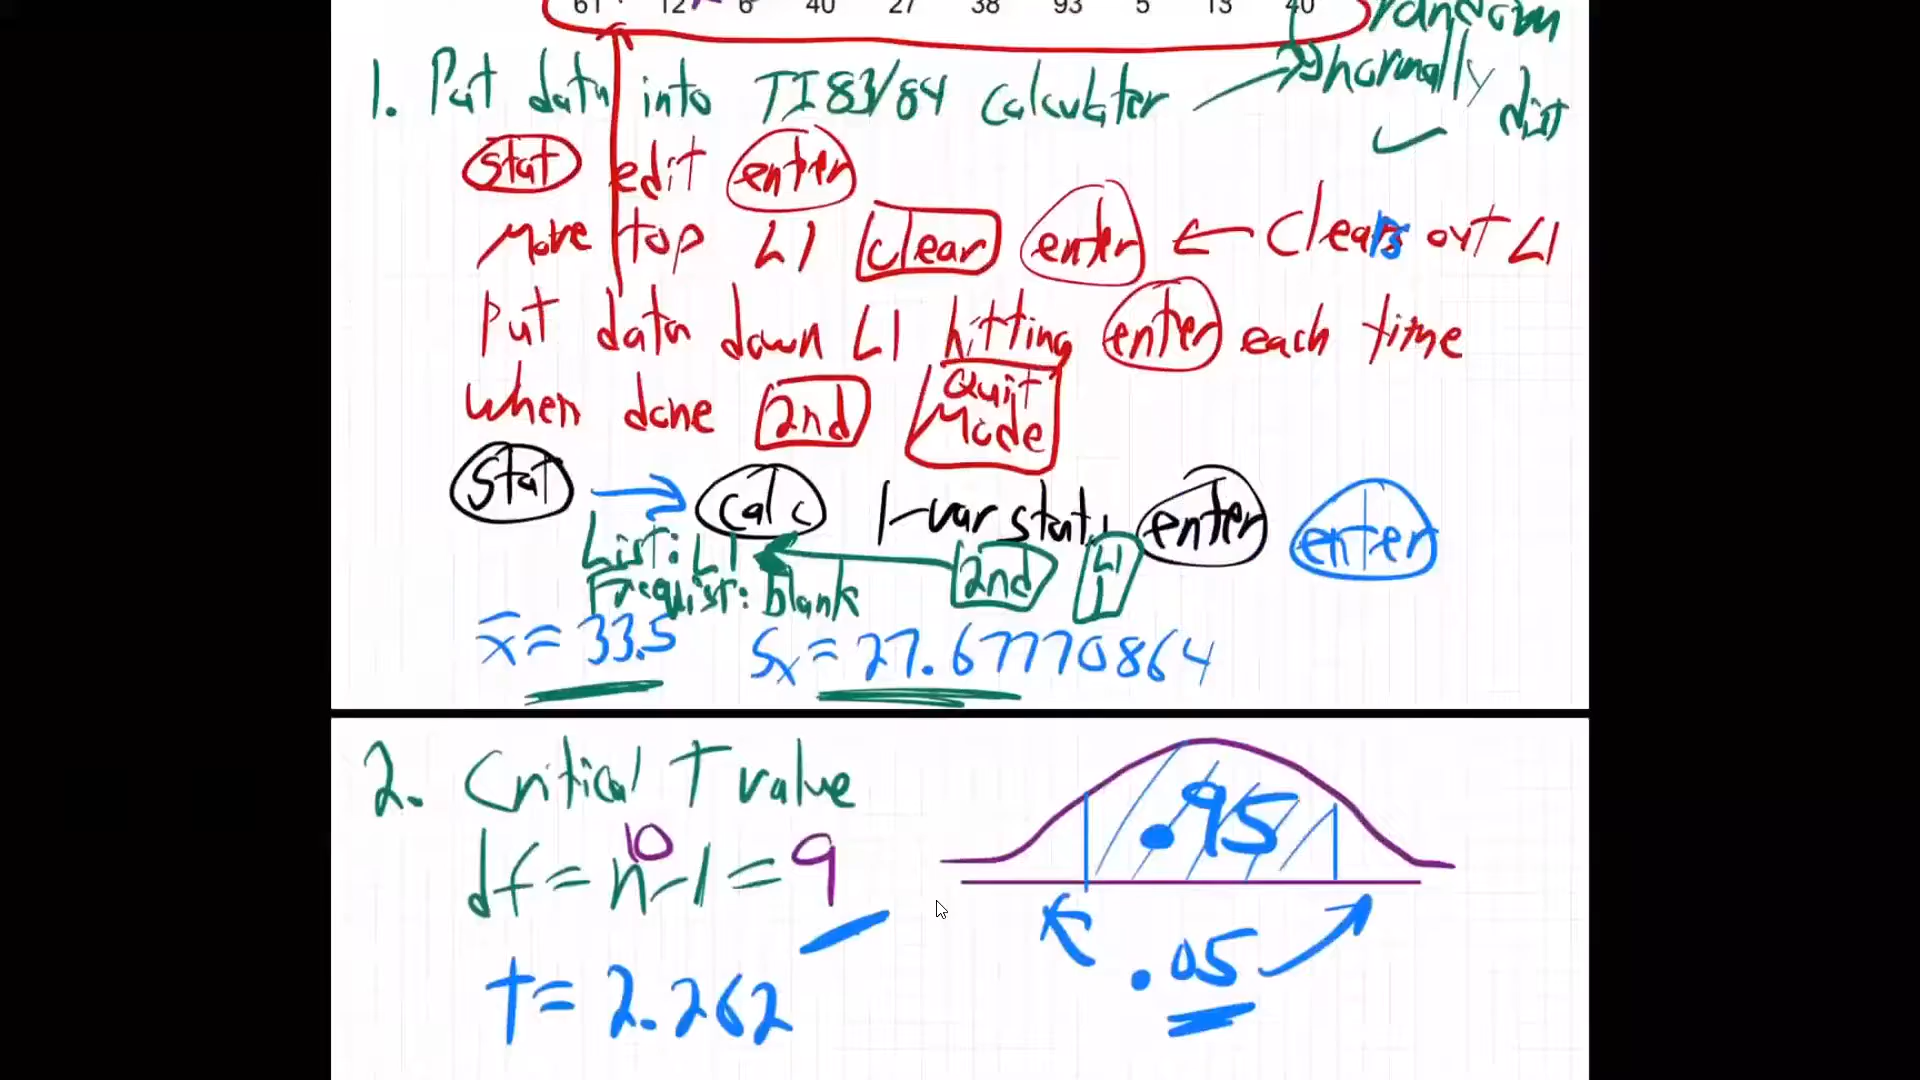 61 12 6 40 27 38 93 5 13 40
random
1. Put data into TI83/84 calculator → normally
dist
stat edit enter
Move top L1 clear enter ← Clears out L1
Put data down L1 hitting enter each time
When done 2nd Quit Mode
Stat → calc 1-var stats enter enter
List: L1 2nd L1 1
Freqlist: blank
x̄ = 33.5 Sx = 27.67770864
2. Critical T value
.95
df = n-1 = 9
10
.05
t = 2.262